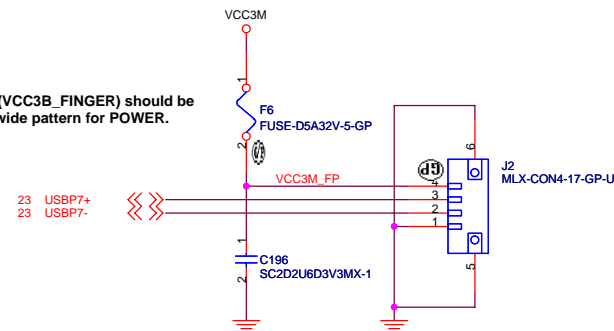 VCC3M
(VCC3B_FINGER) should be
wide pattern for POWER.
1
F6
FUSE-D5A32V-5-GP
2
VCC3M_FP
GP
23 USBP7+
23 USBP7-
4
3
2
1
6
J2
MLX-CON4-17-GP-U
5
1
C196
SC2D2U6D3V3MX-1
2